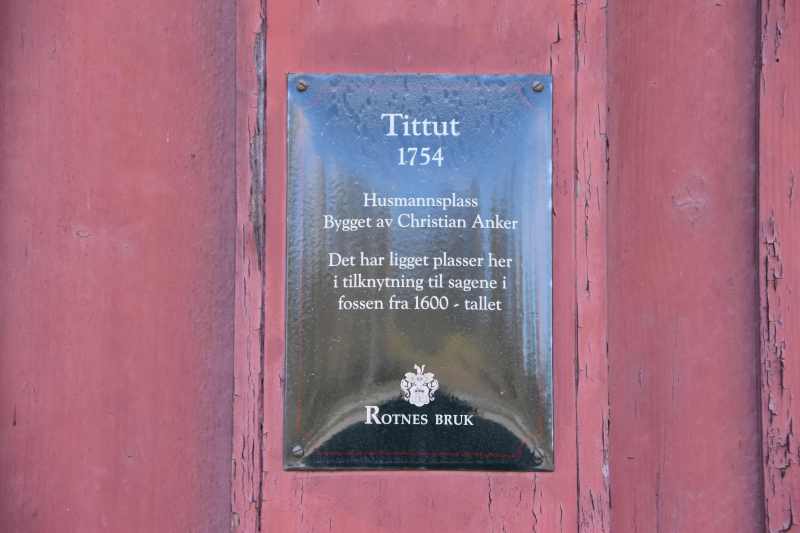 Tittut
1754
Husmannsplass
Bygget av Christian Anker
Det har ligget plasser her
i tilknytning til sagene i
fossen fra 1600 - tallet
ROTNES BRUK